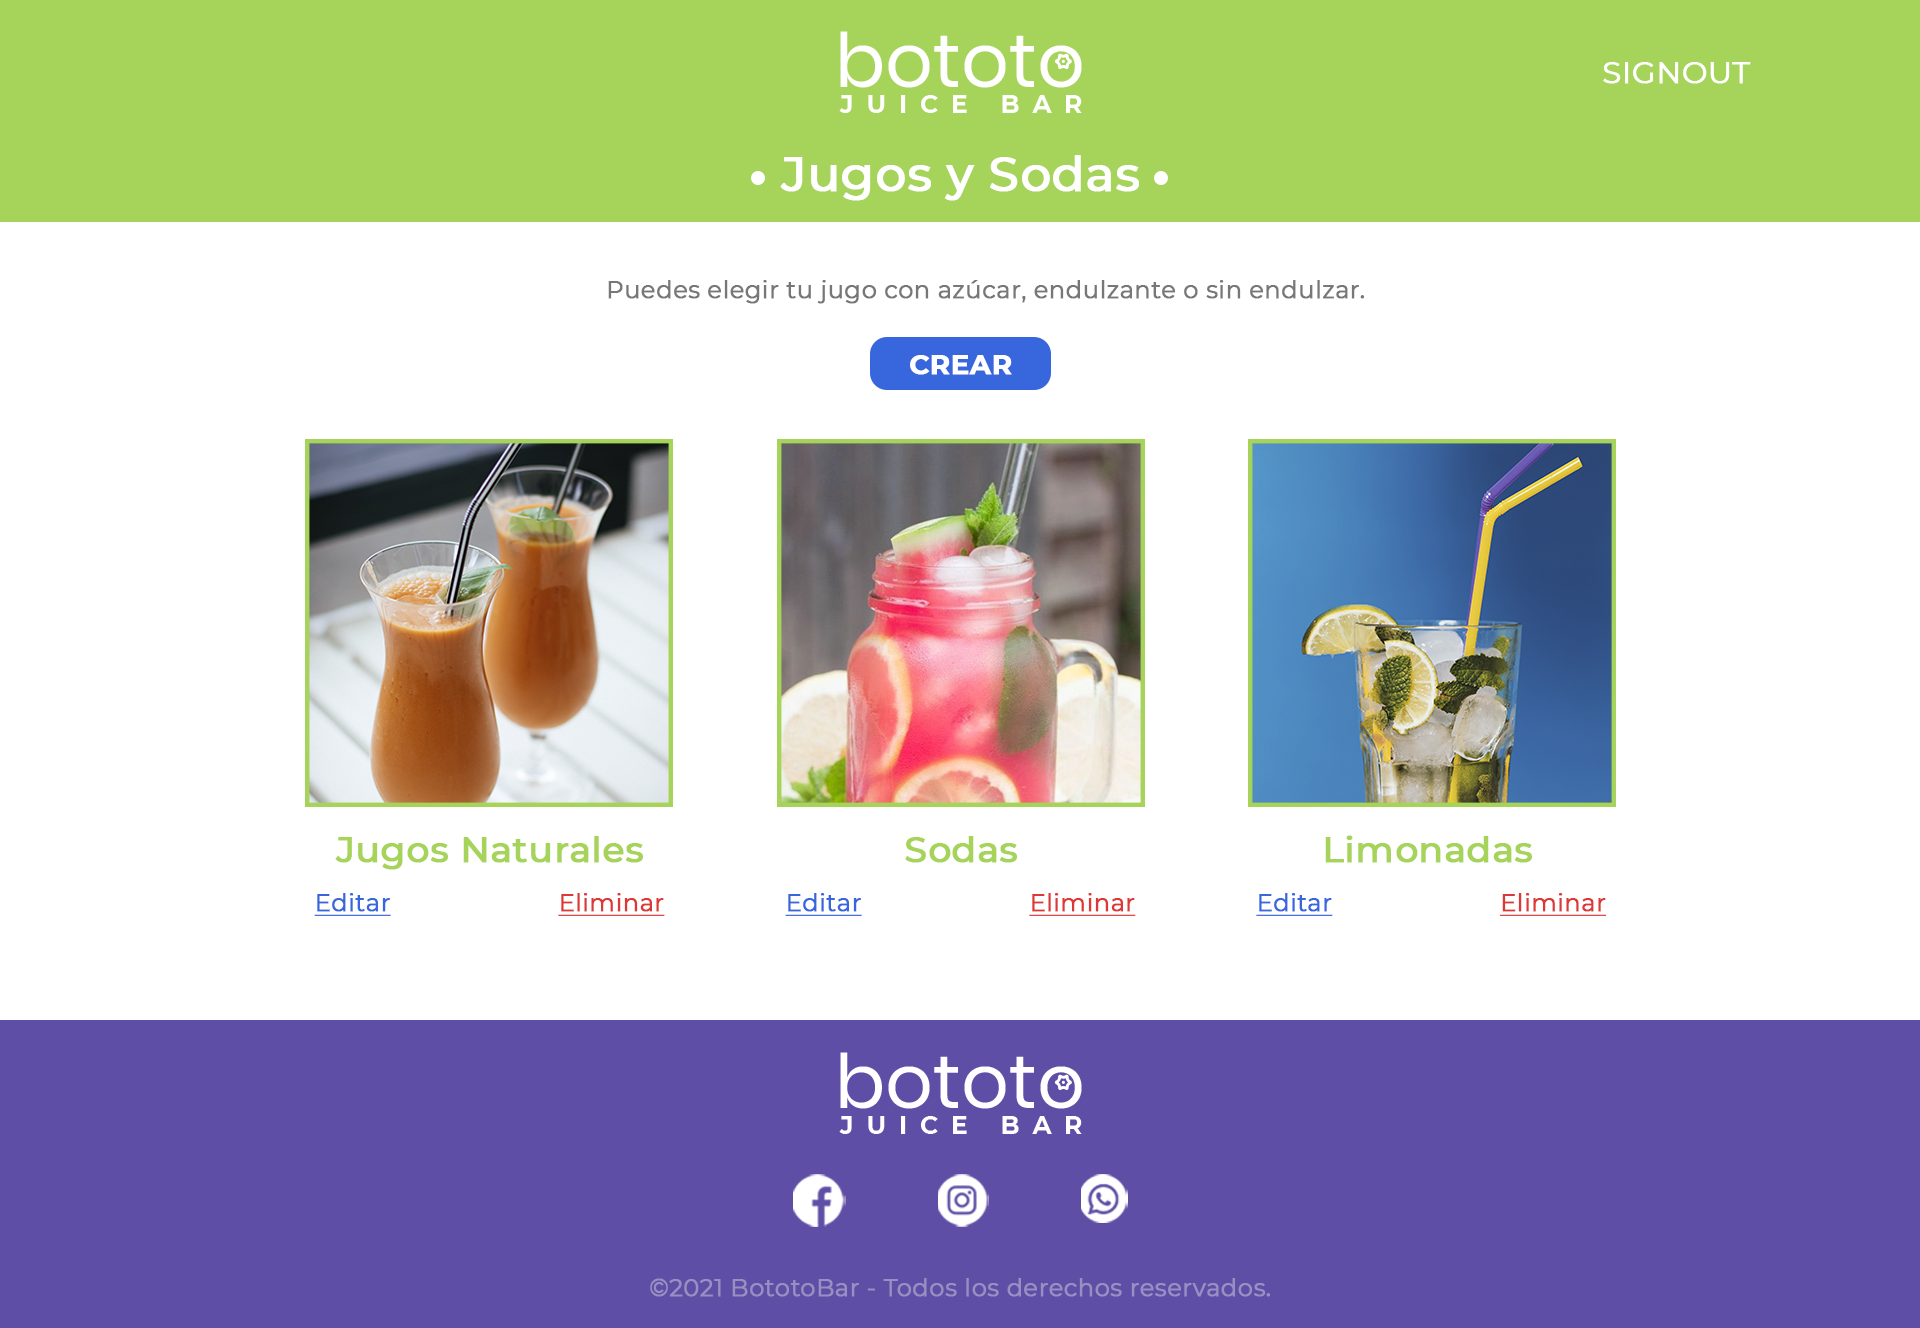 bototo
JUICE BAR
SIGNOUT
• Jugos y Sodas •
Puedes elegir tu jugo con azúcar, endulzante o sin endulzar.
CREAR
Jugos Naturales
Editar
Eliminar
Sodas
Editar
Eliminar
Limonadas
Editar
Eliminar
bototo
JUICE BAR
©2021 BototoBar - Todos los derechos reservados.